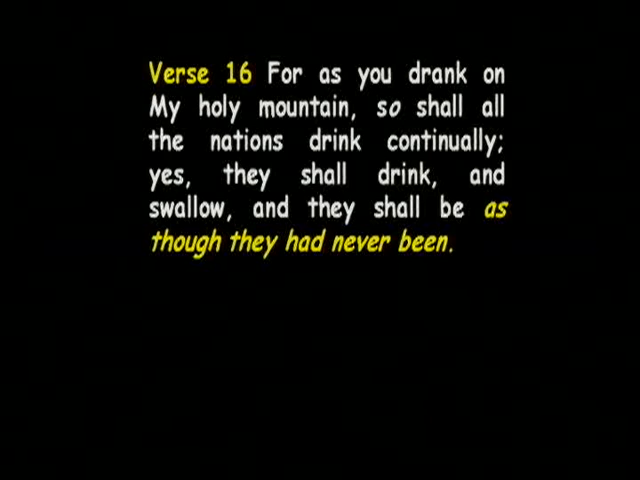 Verse 16 For as you drank on
My holy mountain, so shall all
the nations drink continually;
yes, they shall drink, and
swallow, and they shall be as
though they had never been.